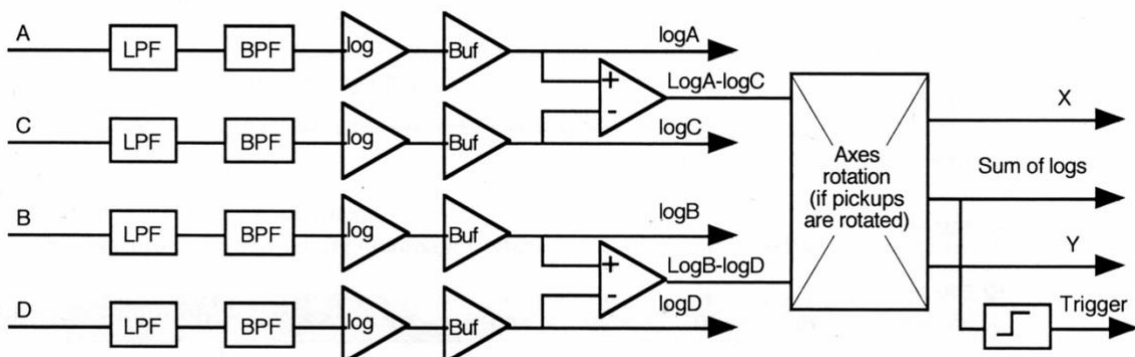 A LPF BPF log Buf logA
+ LogA-logC
-
C LPF BPF log Buf logC
X
Axes
rotation
(if pickups
are rotated)
Sum of logs
B LPF BPF log Buf logB
+ LogB-logD
-
Y
D LPF BPF log Buf logD
Trigger